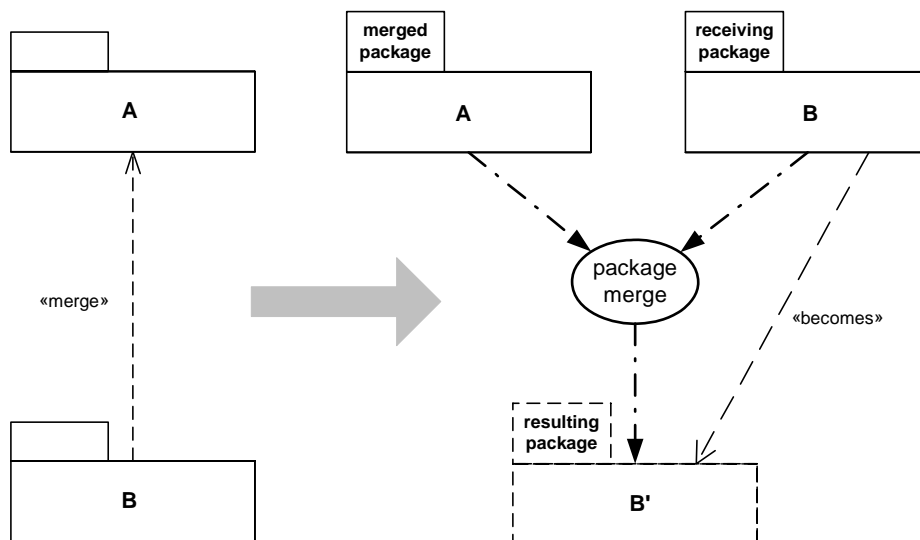 A
«merge»
B
merged
package
A
receiving
package
B
package
merge
«becomes»
resulting
package
B'